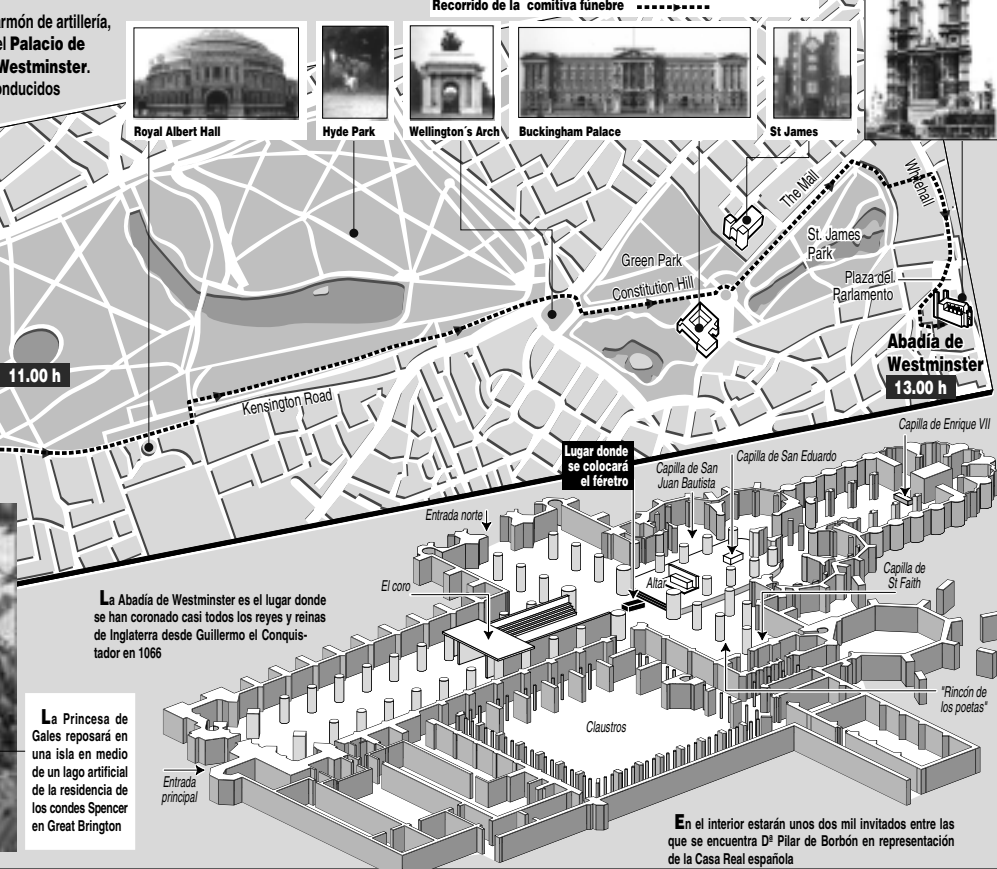 Recorrido de la comitiva fúnebre
armón de artillería,
el Palacio de
Westminster.
onducidos
Royal Albert Hall
Hyde Park
Wellington´s Arch
Buckingham Palace
St James
Whitehall
The Mall
St. James
Park
Green Park
Constitution Hill
Plaza del
Parlamento
Abadía de
Westminster
13.00 h
11.00 h
Kensington Road
Capilla de Enrique VII
Lugar donde
se colocará
el féretro
Capilla de San
Juan Bautista
Capilla de San Eduardo
Entrada norte
El coro
Altar
Capilla de
St Faith
La Abadía de Westminster es el lugar donde
se han coronado casi todos los reyes y reinas
de Inglaterra desde Guillermo el Conquis-
tador en 1066
"Rincón de
los poetas"
Claustros
La Princesa de
Gales reposará en
una isla en medio
de un lago artificial
de la residencia de
los condes Spencer
en Great Brington
Entrada
principal
En el interior estarán unos dos mil invitados entre las
que se encuentra Dª Pilar de Borbón en representación
de la Casa Real española